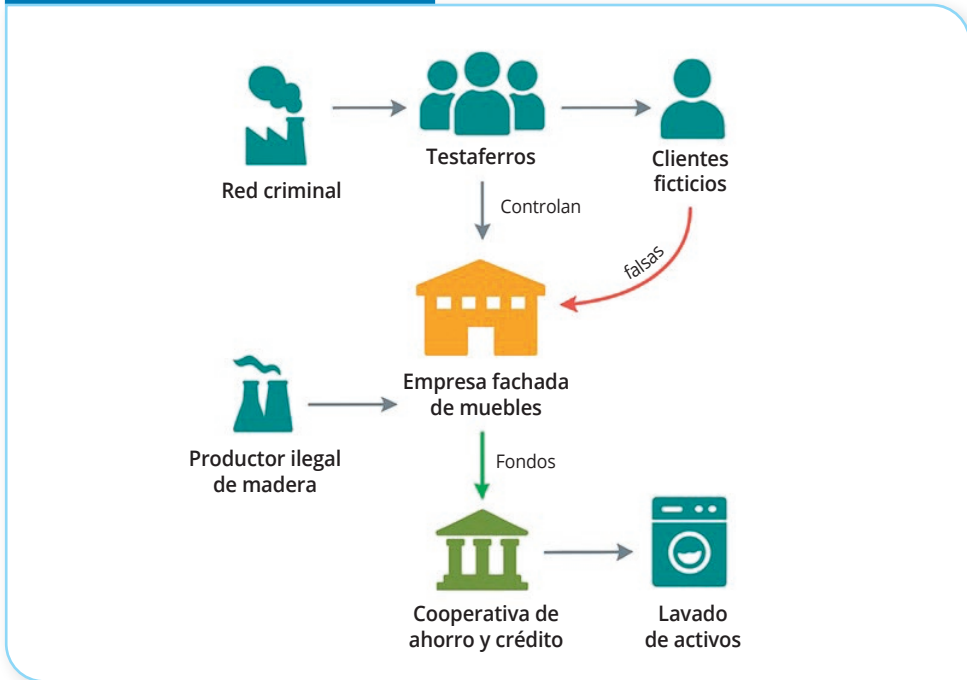 Testaferros
Clientes
ficticios
Red criminal
Controlan
falsas
Empresa fachada
de muebles
Productor ilegal
de madera
Fondos
Cooperativa de
ahorro y crédito
Lavado
de activos